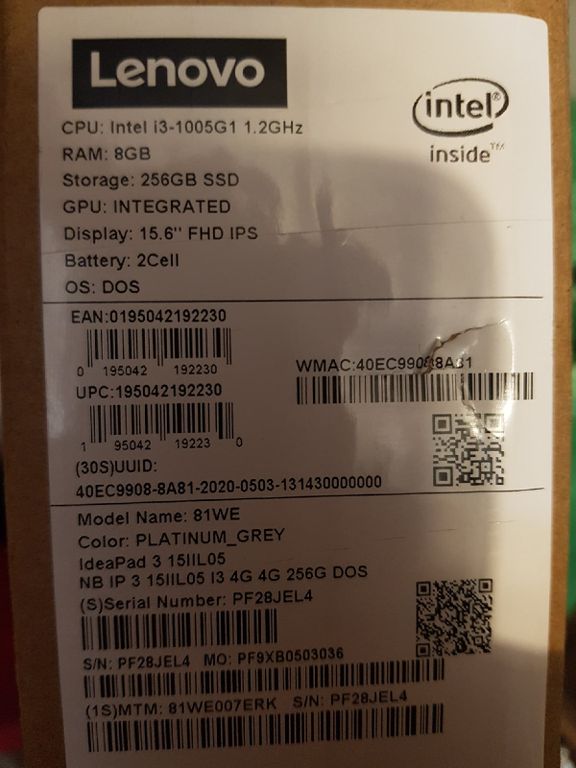 Lenovo
intel®
inside™
CPU: Intel i3-1005G1 1.2GHz
RAM: 8GB
Storage: 256GB SSD
GPU: INTEGRATED
Display: 15.6'' FHD IPS
Battery: 2Cell
OS: DOS
EAN:0195042192230
0 195042 192230
WMAC:40EC99088A81
UPC:195042192230
1 95042 19223 0
(30S)UUID:
40EC9908-8A81-2020-0503-131430000000
Model Name: 81WE
Color: PLATINUM_GREY
IdeaPad 3 15IIL05
NB IP 3 15IIL05 I3 4G 4G 256G DOS
(S)Serial Number: PF28JEL4
S/N: PF28JEL4 MO: PF9XB0503036
(1S)MTM: 81WE007ERK S/N: PF28JEL4